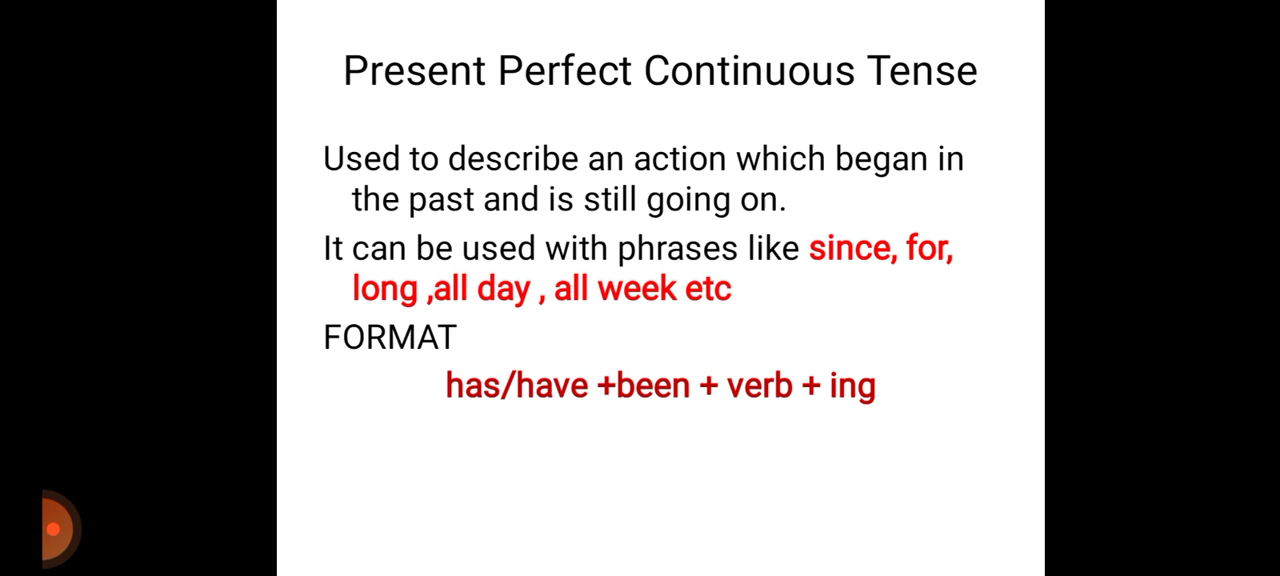 Present Perfect Continuous Tense
Used to describe an action which began in
the past and is still going on.
It can be used with phrases like since, for,
long ,all day , all week etc
FORMAT
has/have +been + verb + ing